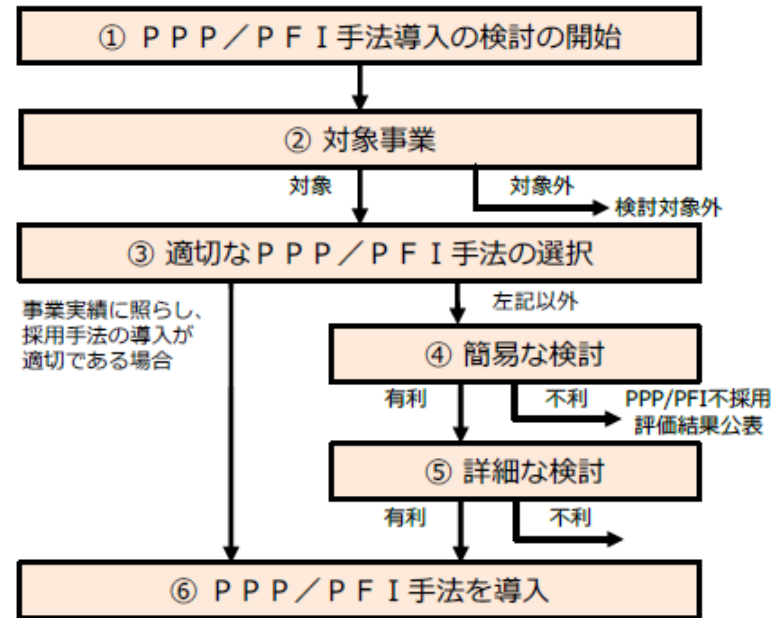 ① ＰＰＰ／ＰＦＩ手法導入の検討の開始
② 対象事業
対象
対象外
検討対象外
③ 適切なＰＰＰ／ＰＦＩ手法の選択
事業実績に照らし、
採用手法の導入が
適切である場合
左記以外
④ 簡易な検討
有利
不利
PPP/PFI不採用
評価結果公表
⑤ 詳細な検討
有利
不利
⑥ ＰＰＰ／ＰＦＩ手法を導入